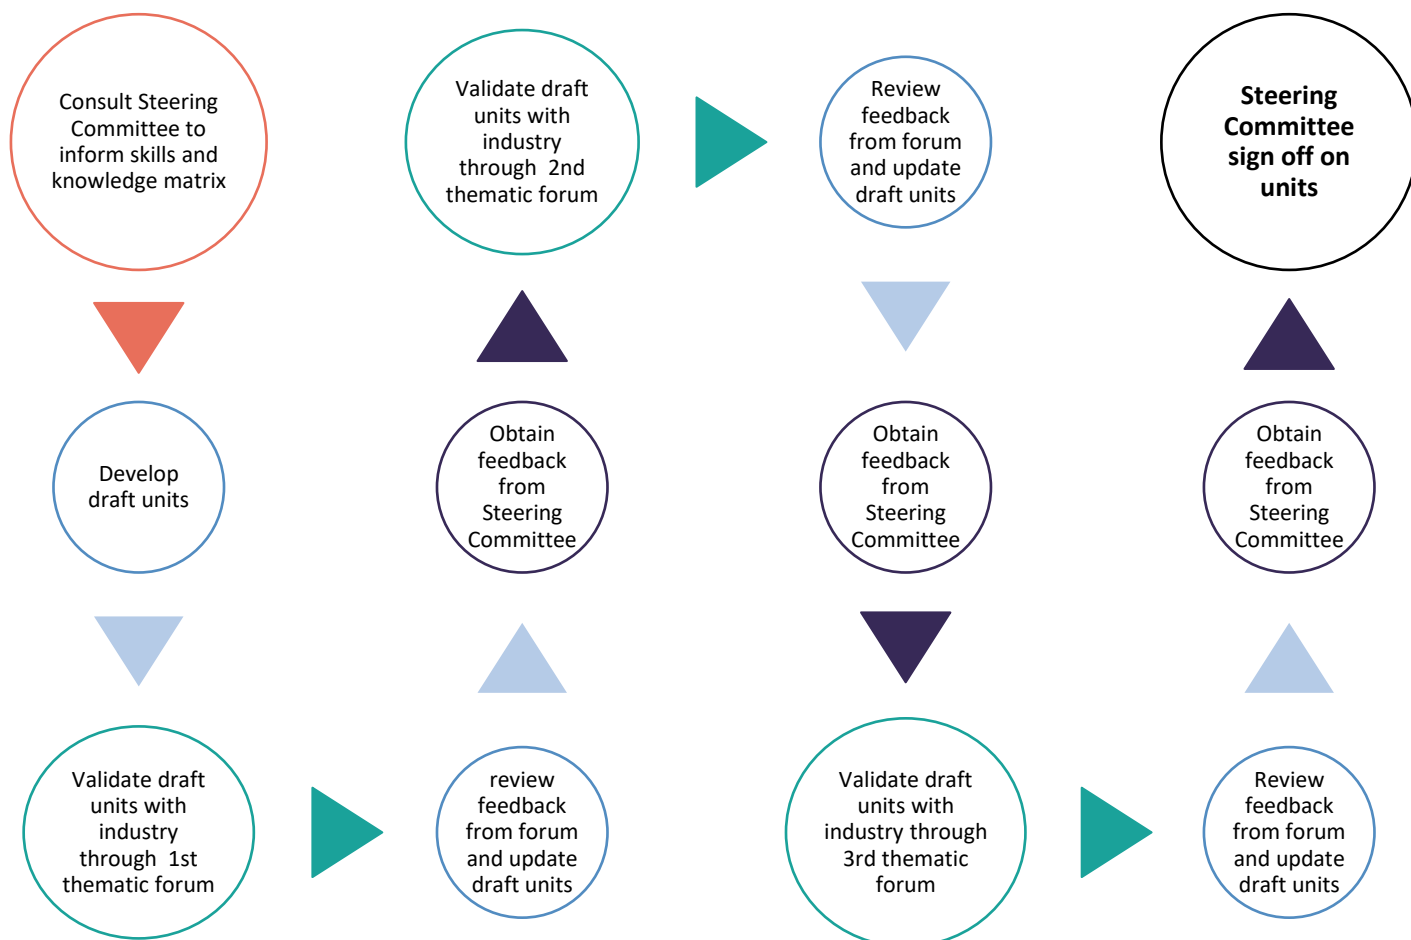 Consult Steering
Committee to
inform skills and
knowledge matrix
Develop
draft units
Validate draft
units with
industry
through 1st
thematic forum
review
feedback
from forum
and update
draft units
Obtain
feedback
from
Steering
Committee
Validate draft
units with
industry
through 2nd
thematic forum
Review
feedback
from forum
and update
draft units
Obtain
feedback
from
Steering
Committee
Validate draft
units with
industry through
3rd thematic
forum
Review
feedback
from forum
and update
draft units
Obtain
feedback
from
Steering
Committee
Steering
Committee
sign off on
units